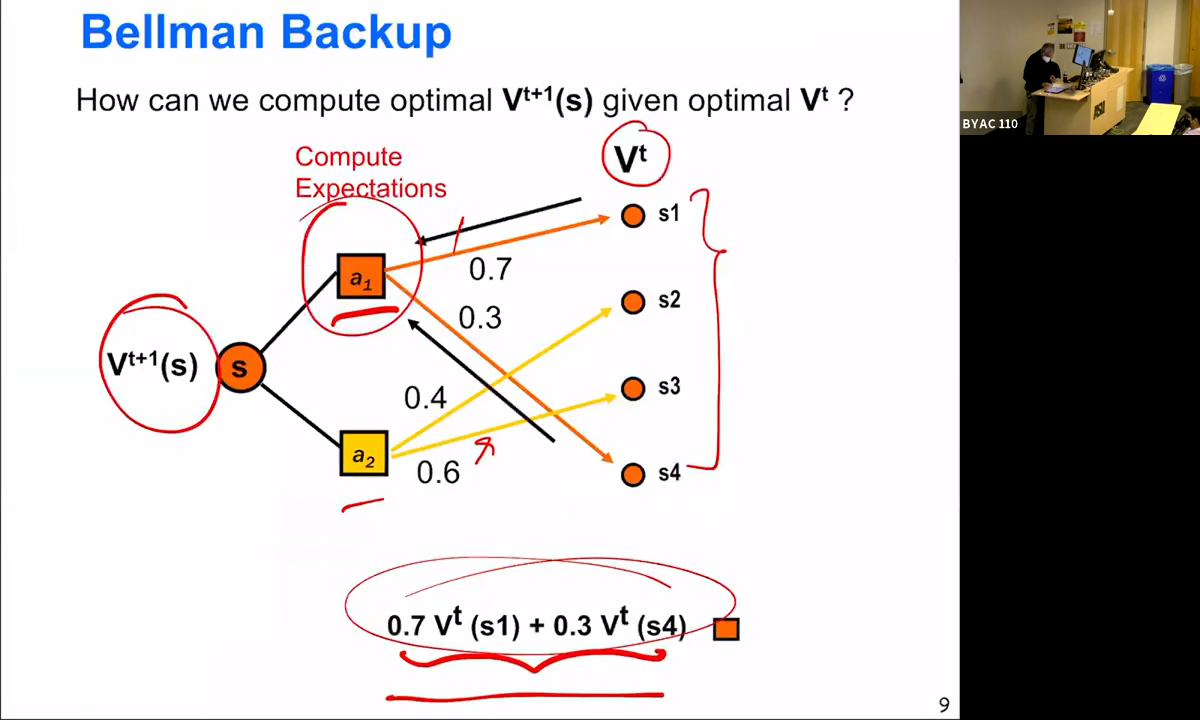 Bellman Backup
How can we compute optimal Vᵗ⁺¹(s) given optimal Vᵗ ?
Compute
Expectations
Vᵗ
s1
a₁
0.7
s2
0.3
Vᵗ⁺¹(s)
s
s3
0.4
a₂
0.6
s4
0.7 Vᵗ (s1) + 0.3 Vᵗ (s4)
9
BYAC 110
ASU